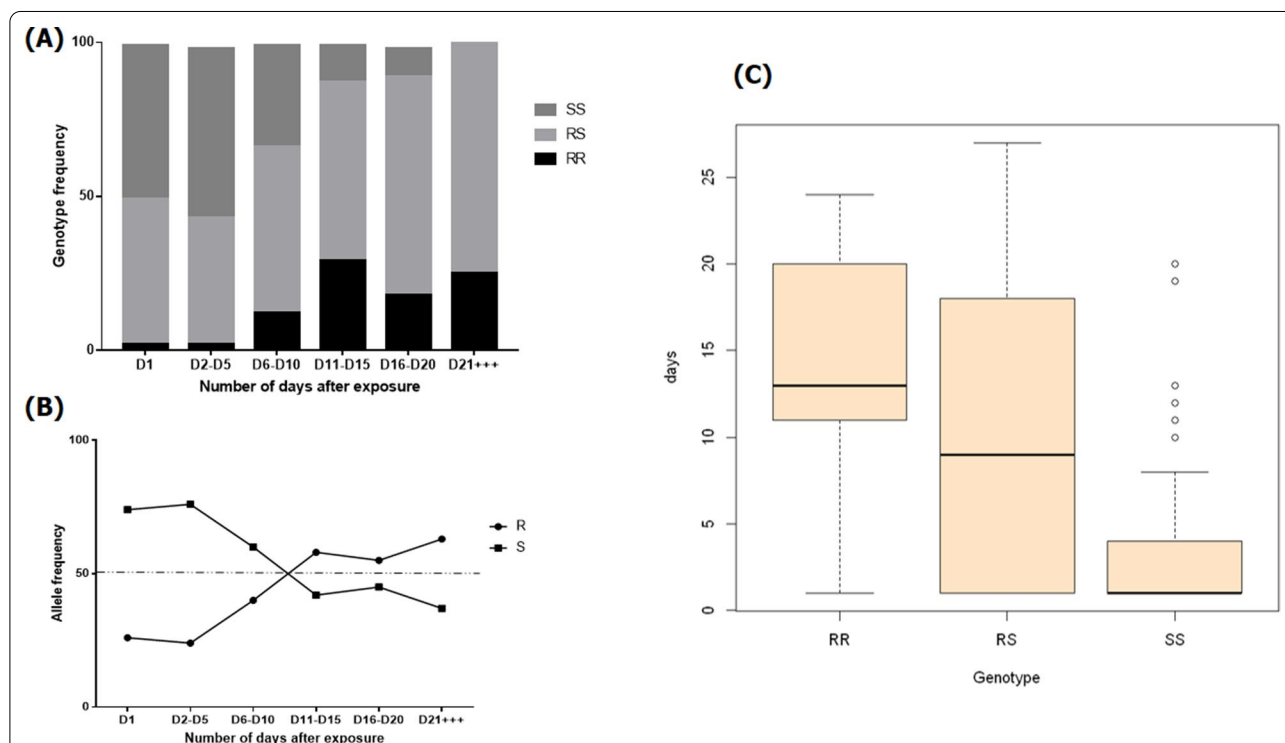 (A)
100
50
0
Genotype frequency
D1 D2-D5 D6-D10 D11-D15 D16-D20 D21+++
Number of days after exposure
SS
RS
RR
(B)
100
50
0
Allele frequency
D1 D2-D5 D6-D10 D11-D15 D16-D20 D21+++
Number of days after exposure
R
S
(C)
25
20
15
10
5
0
days
RR RS SS
Genotype